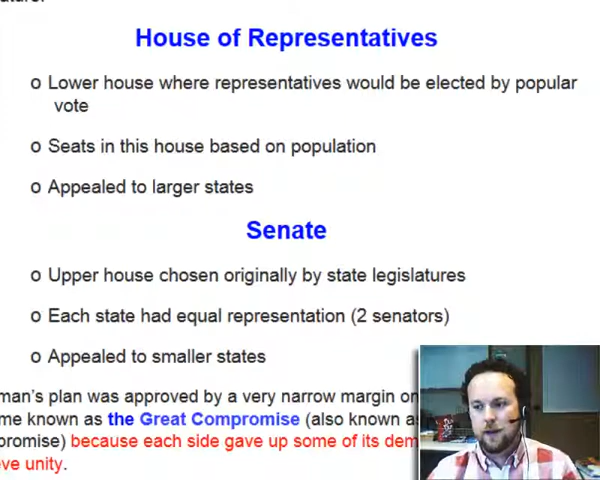 House of Representatives
o Lower house where representatives would be elected by popular
vote
o Seats in this house based on population
o Appealed to larger states
Senate
o Upper house chosen originally by state legislatures
o Each state had equal representation (2 senators)
o Appealed to smaller states
man's plan was approved by a very narrow margin on
me known as the Great Compromise (also known as
promise) because each side gave up some of its dem
eve unity.